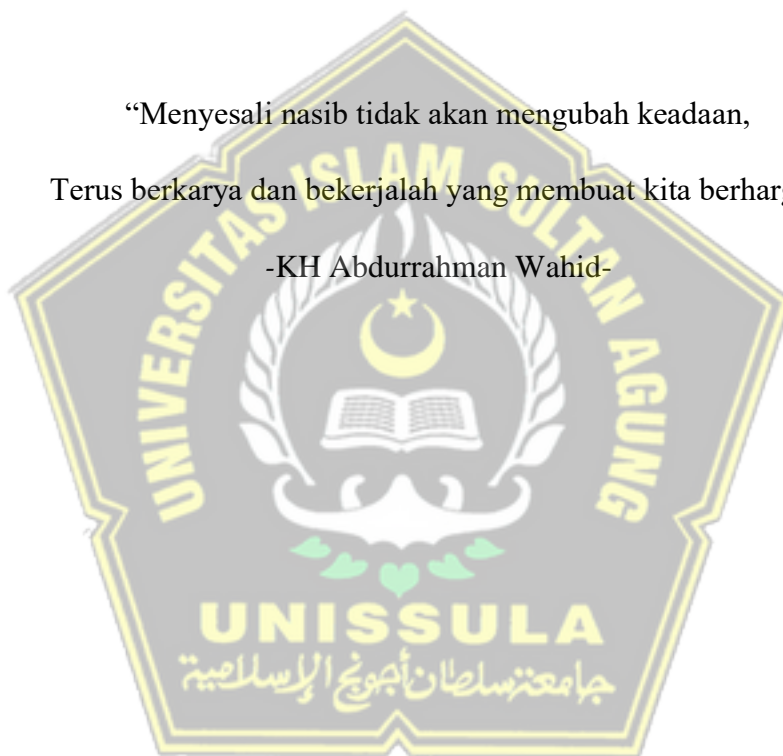 “Menyesali nasib tidak akan mengubah keadaan,
Terus berkarya dan bekerjalah yang membuat kita berharg
-KH Abdurrahman Wahid-
UNIVERSITAS ISLAM SULTAN AGUNG
UNISSULA
جامعة سلطان أجونج الإسلامية